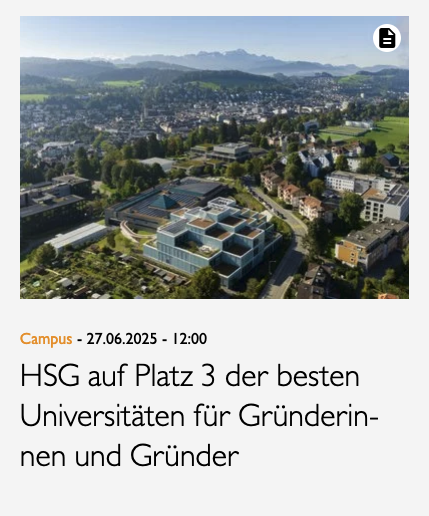 Campus - 27.06.2025 - 12:00
HSG auf Platz 3 der besten
Universitäten für Gründerin-
nen und Gründer